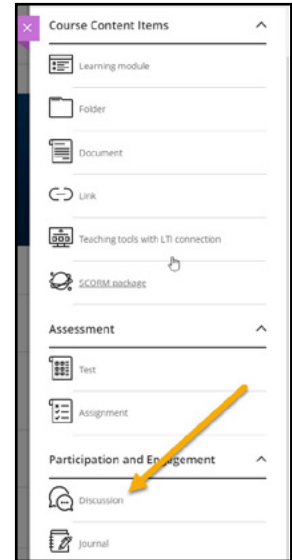 Course Content Items
Learning module
Folder
Document
Link
Teaching tools with LTI connection
SCORM package
Assessment
Test
Assignment
Participation and Engagement
Discussion
Journal